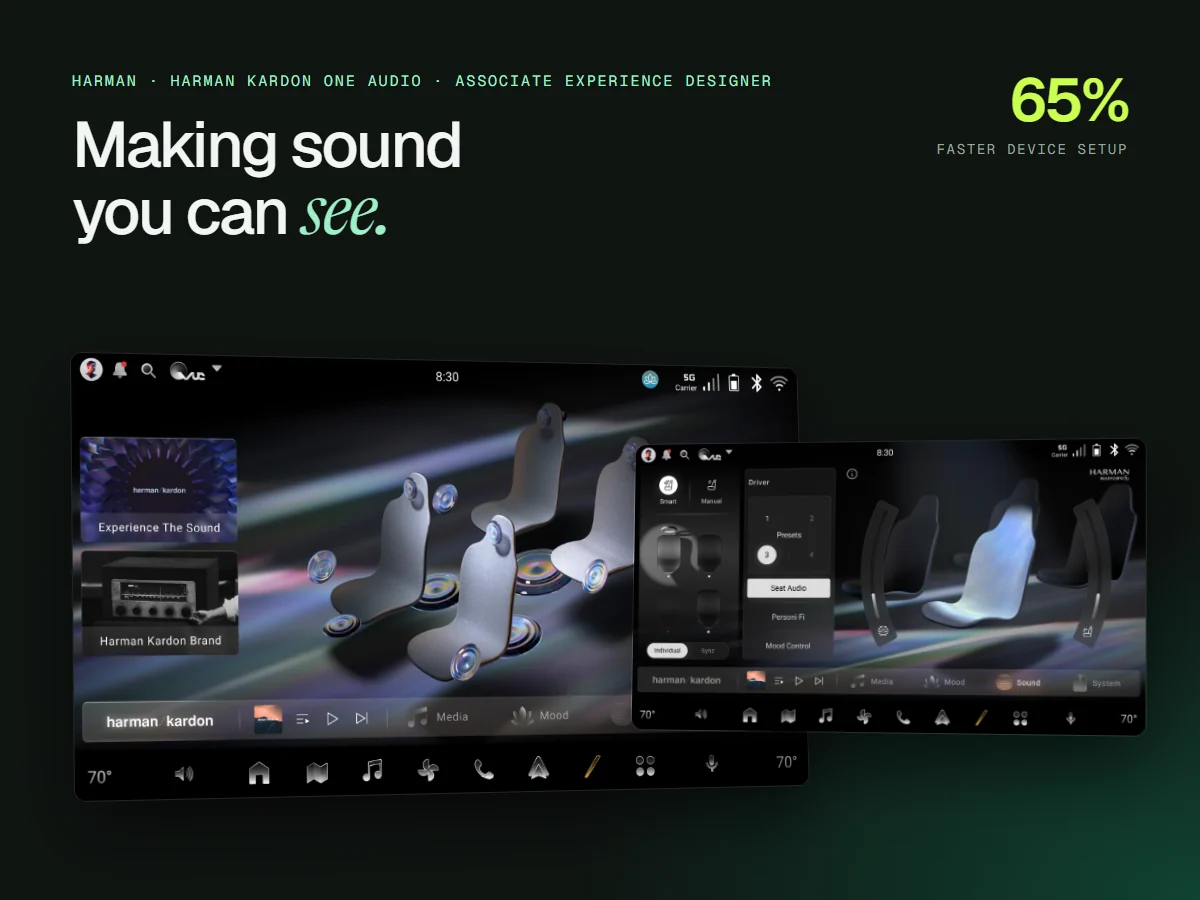 HARMAN · HARMAN KARDON ONE AUDIO · ASSOCIATE EXPERIENCE DESIGNER
Making sound
you can see.
65%
FASTER DEVICE SETUP
8:30
5G
Carrier
harman/kardon
Experience The Sound
Harman Kardon Brand
harman/kardon
Media
Mood
70°
70°
8:30
5G
Carrier
HARMAN
Smart
Manual
Driver
1
2
Presets
3
4
Seat Audio
Personi Fi
Mood Control
Individual
Sync
harman/kardon
Media
Mood
Sound
System
70°
70°